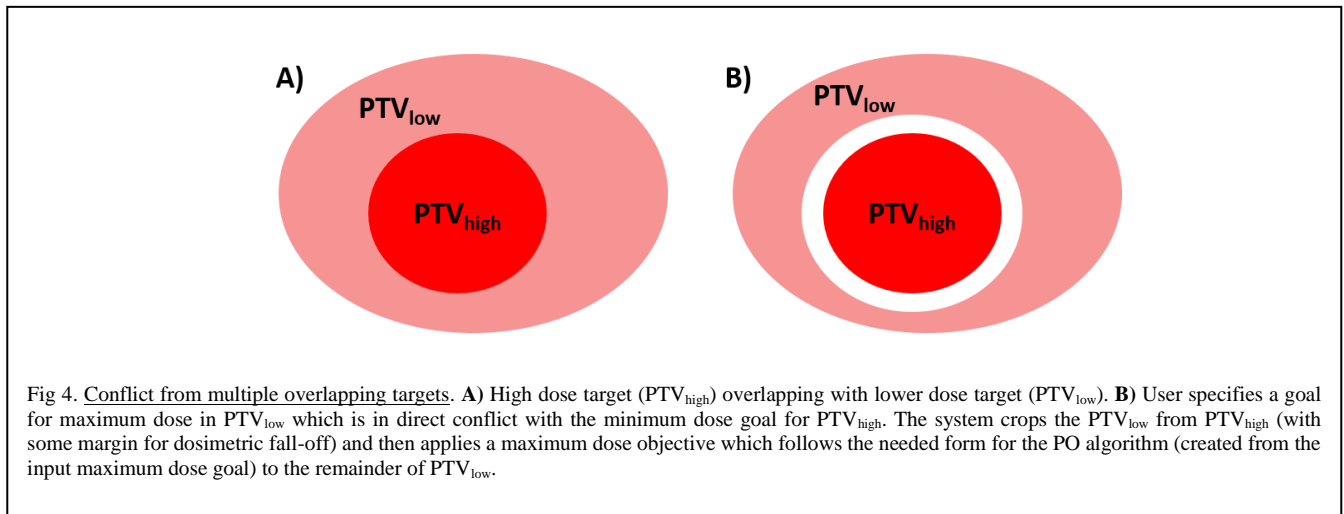 A)
PTVlow
PTVhigh
B)
PTVlow
PTVhigh
Fig 4. Conflict from multiple overlapping targets. A) High dose target (PTVhigh) overlapping with lower dose target (PTVlow). B) User specifies a goal
for maximum dose in PTVlow which is in direct conflict with the minimum dose goal for PTVhigh. The system crops the PTVlow from PTVhigh (with
some margin for dosimetric fall-off) and then applies a maximum dose objective which follows the needed form for the PO algorithm (created from the
input maximum dose goal) to the remainder of PTVlow.